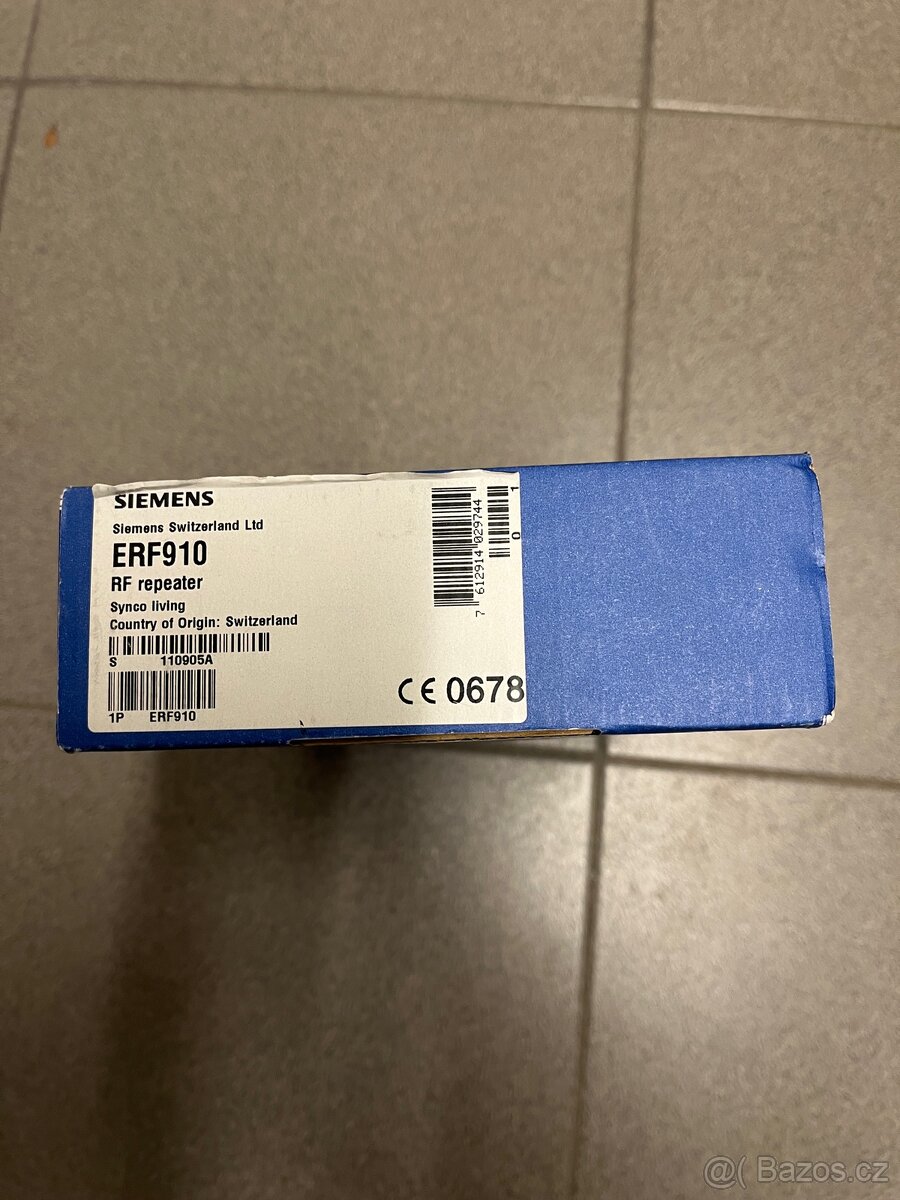 SIEMENS
Siemens Switzerland Ltd
ERF910
RF repeater
Synco living
Country of Origin: Switzerland
S 110905A
1P ERF910
7 612914 029744
1
0
CE 0678
@( Bazos.cz